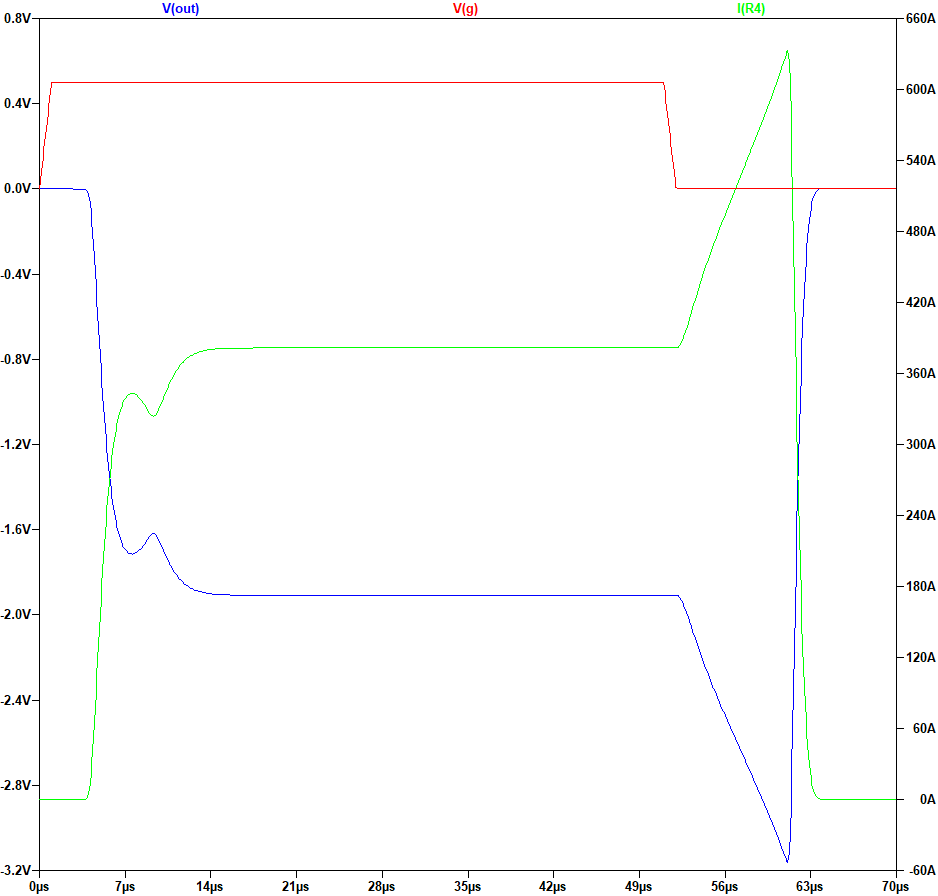 V(out) V(g) I(R4)
0.8V 660A
0.4V 600A
0.0V 540A
-0.4V 480A
-0.8V 420A
-1.2V 360A
-1.6V 300A
-2.0V 240A
-2.4V 180A
-2.8V 120A
-3.2V 60A
0A
-60A
0µs 7µs 14µs 21µs 28µs 35µs 42µs 49µs 56µs 63µs 70µs